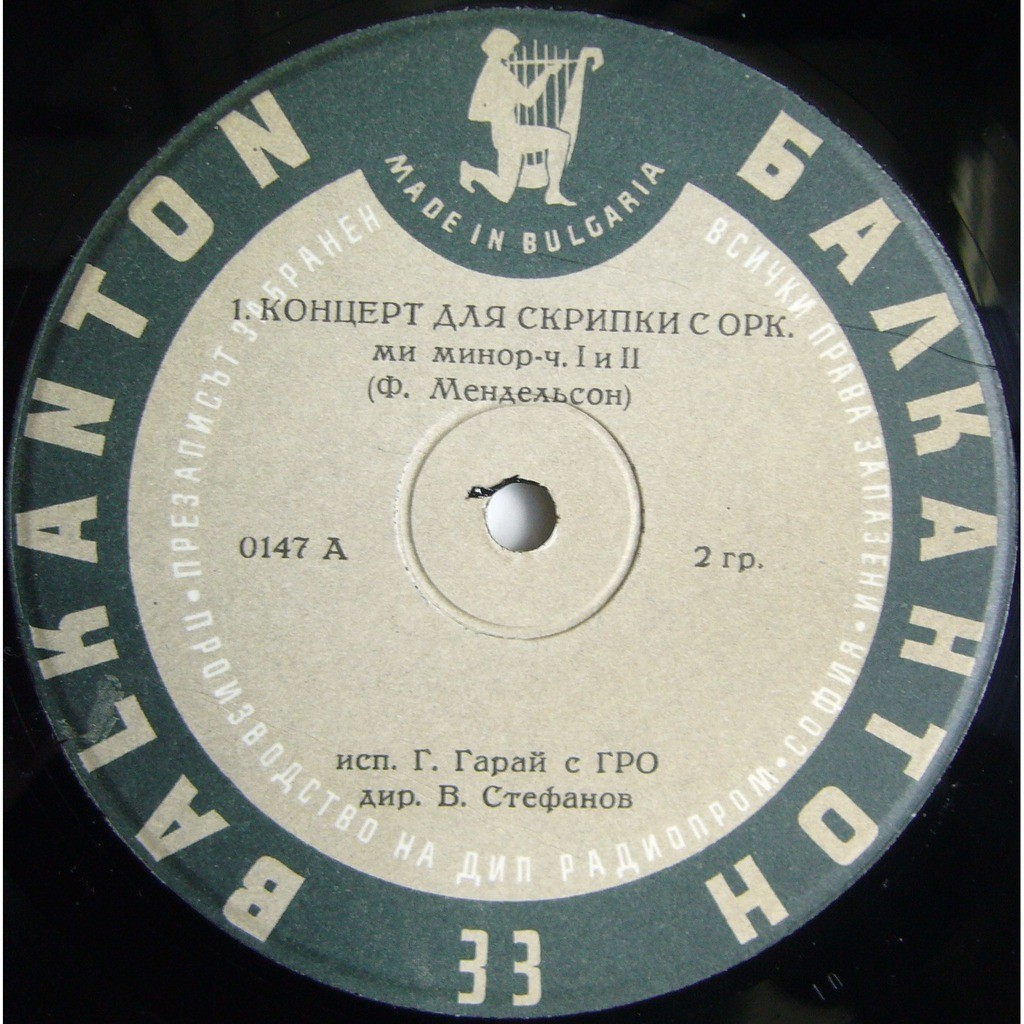 BALKANTON
БАЛКАНТОН
MADE IN BULGARIA
ВСИЧКИ ПРАВА ЗАПАЗЕНИ • СОФИЯ • ПРОИЗВОДСТВО НА ДИП РАДИОПРОМ • ПРЕЗАПИСЪТ ЗАБРАНЕН
1. КОНЦЕРТ ДЛЯ СКРИПКИ С ОРК.
ми минор-ч. I и II
(Ф. Мендельсон)
0147 А
2 гр.
исп. Г. Гарай с ГРО
дир. В. Стефанов
33